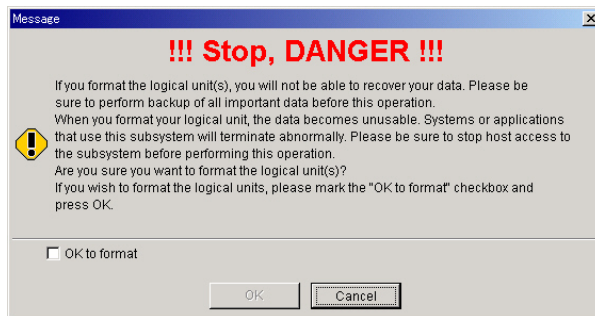 Message
!!! Stop, DANGER !!!
If you format the logical unit(s), you will not be able to recover your data. Please be
sure to perform backup of all important data before this operation.
When you format your logical unit, the data becomes unusable. Systems or applications
that use this subsystem will terminate abnormally. Please be sure to stop host access to
the subsystem before performing this operation.
Are you sure you want to format the logical unit(s)?
If you wish to format the logical units, please mark the "OK to format" checkbox and
press OK.
OK to format
OK Cancel